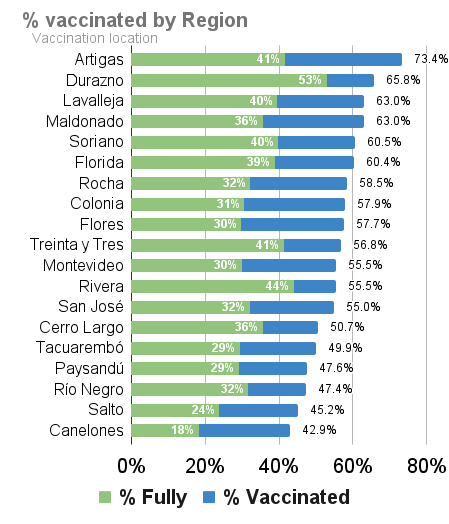 % vaccinated by Region
Vaccination location
Artigas 41% 73.4%
Durazno 53% 65.8%
Lavalleja 40% 63.0%
Maldonado 36% 63.0%
Soriano 40% 60.5%
Florida 39% 60.4%
Rocha 32% 58.5%
Colonia 31% 57.9%
Flores 30% 57.7%
Treinta y Tres 41% 56.8%
Montevideo 30% 55.5%
Rivera 44% 55.5%
San José 32% 55.0%
Cerro Largo 36% 50.7%
Tacuarembó 29% 49.9%
Paysandú 29% 47.6%
Río Negro 32% 47.4%
Salto 24% 45.2%
Canelones 18% 42.9%
0% 20% 40% 60% 80%
% Fully % Vaccinated